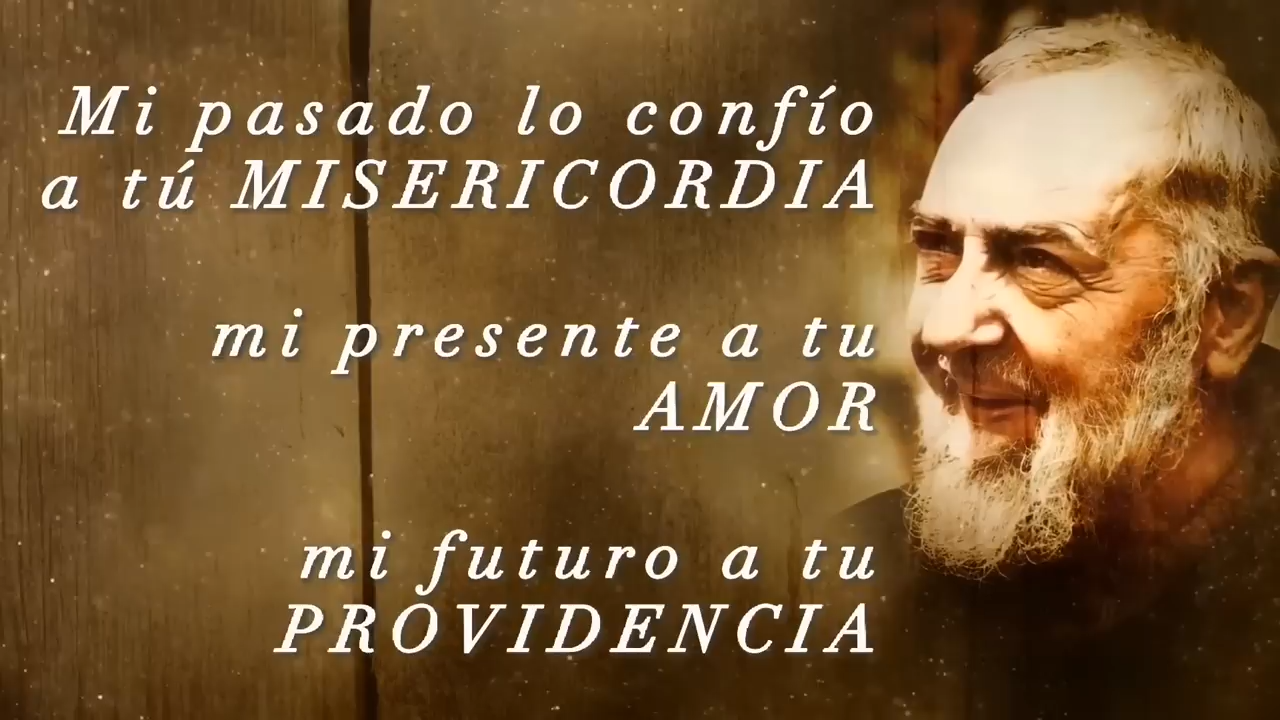 Mi pasado lo confío
a tú MISERICORDIA
mi presente a tu
AMOR
mi futuro a tu
PROVIDENCIA